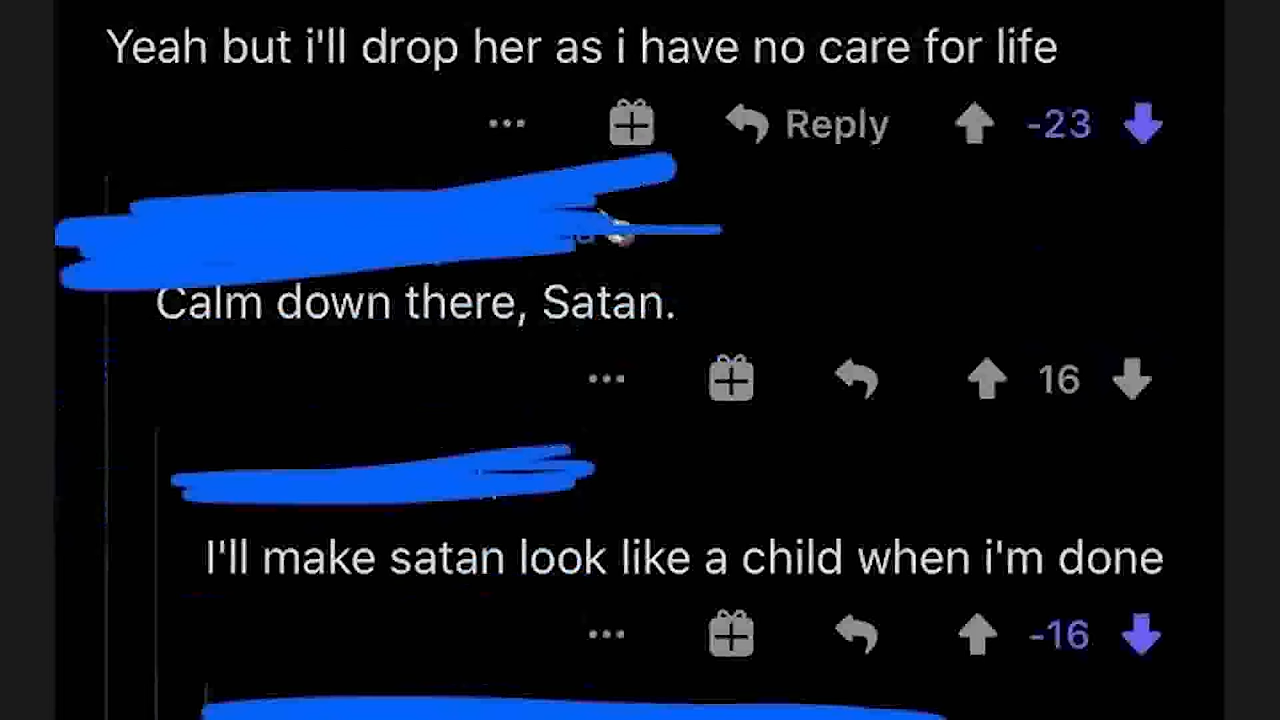 Yeah but i'll drop her as i have no care for life
Reply -23
Calm down there, Satan.
16
I'll make satan look like a child when i'm done
-16